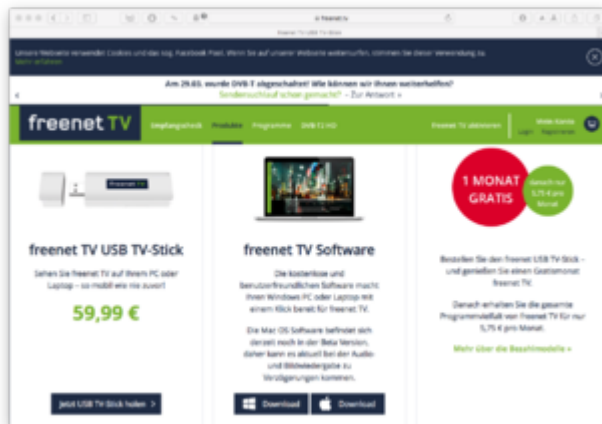 freenet.tv
freenet TV USB TV-Stick
Unsere Webseite verwendet Cookies und das sog. Facebook Pixel. Wenn Sie auf unserer Webseite weitersurfen, stimmen Sie dieser Verwendung zu.
Mehr erfahren
Am 29.03. wurde DVB-T abgeschaltet! Wie können wir Ihnen weiterhelfen?
Sendersuchlauf schon gemacht? – Zur Antwort »
freenet TV
Empfangscheck Produkte Programme DVB-T2 HD freenet TV aktivieren Mein Konto
Login Registrieren
freenet TV
1 MONAT
GRATIS
danach nur
5,75 € pro
Monat
freenet TV USB TV-Stick
Sehen Sie freenet TV auf Ihrem PC oder
Laptop – so mobil wie nie zuvor!
59,99 €
Jetzt USB TV-Stick holen >
freenet TV Software
Die kostenlose und
benutzerfreundlichen Software macht
Ihren Windows PC oder Laptop mit
einem Klick bereit für freenet TV.
Die Mac OS Software befindet sich
derzeit noch in der Beta Version,
daher kann es aktuell bei der Audio
und Bildwiedergabe zu
Verzögerungen kommen.
Download Download
Bestellen Sie den freenet USB TV-Stick –
und genießen Sie einen Gratismonat
freenet TV.
Danach erhalten Sie die gesamte
Programmvielfalt von freenet TV für nur
5,75 € pro Monat.
Mehr über die Bezahlmodelle »